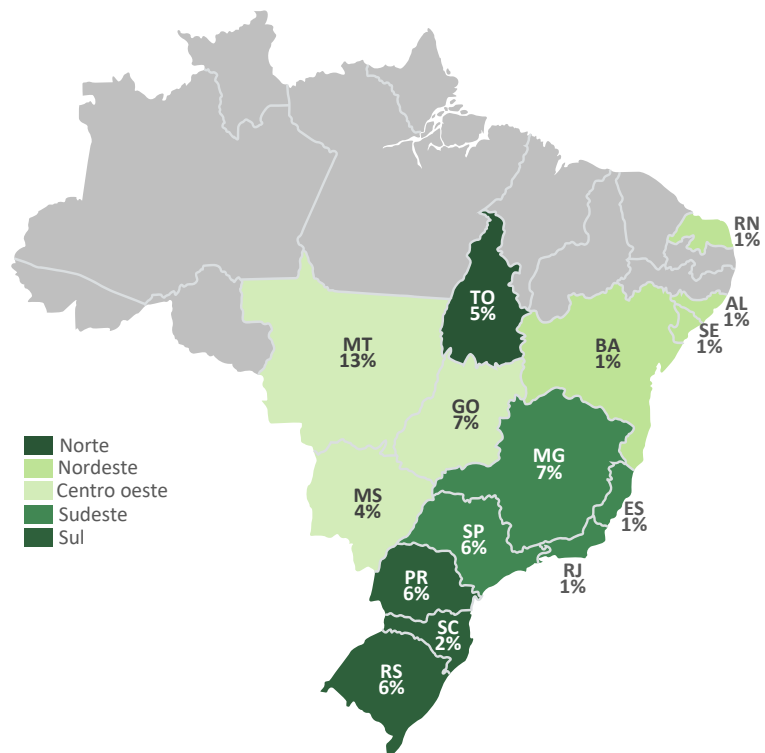 RN
1%
TO
5%
AL
1%
SE
1%
MT
13%
BA
1%
GO
7%
Norte
Nordeste
Centro oeste
Sudeste
Sul
MG
7%
MS
4%
ES
1%
SP
6%
RJ
1%
PR
6%
SC
2%
RS
6%